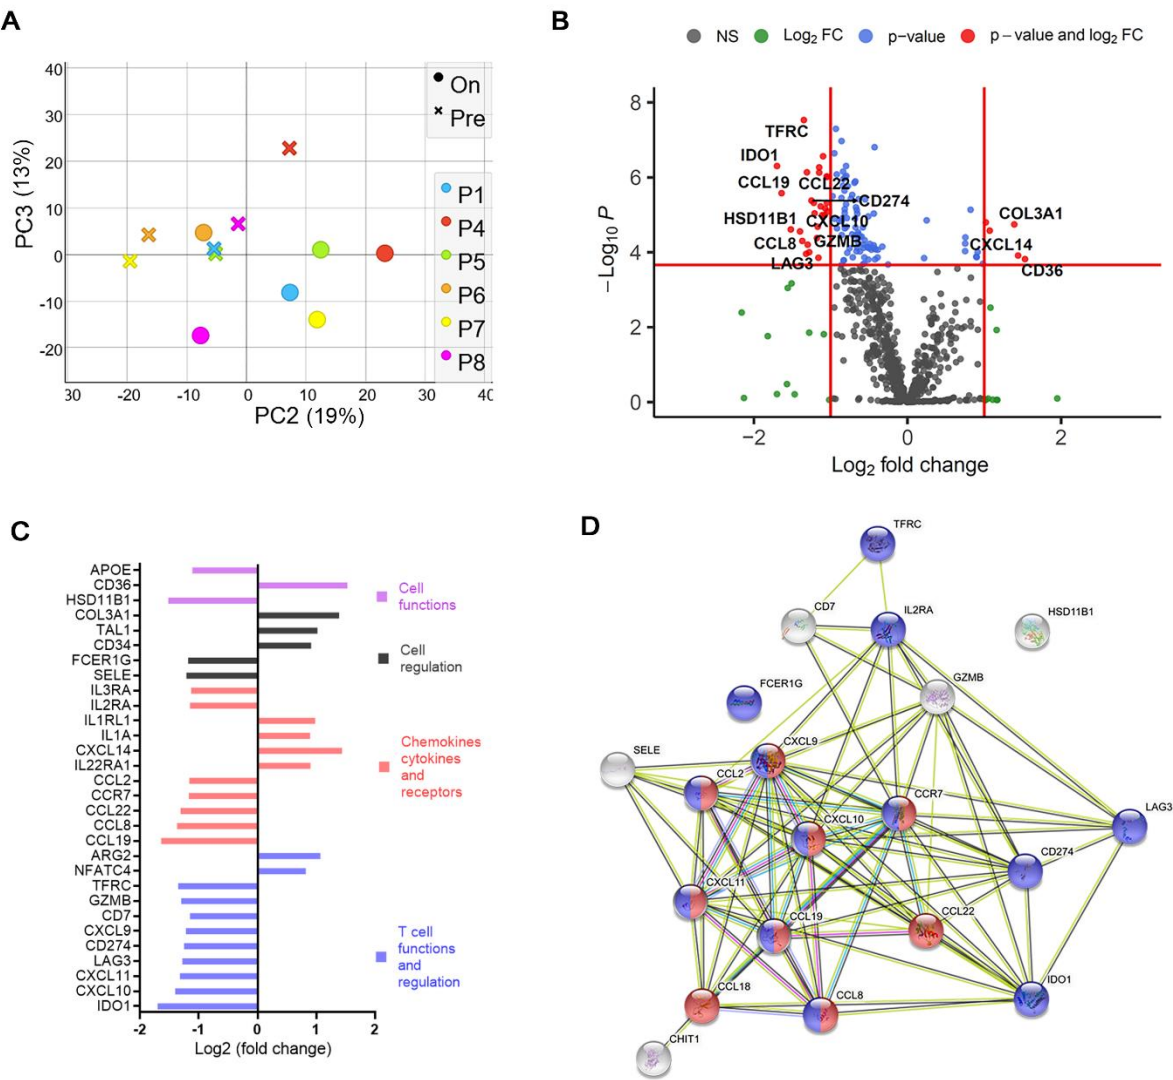 A
40
30
20
10
0
-10
-20
PC3 (13%)
30
-20
-10
0
10
20
30
40
PC2 (19%)
On
Pre
P1
P4
P5
P6
P7
P8
B
NS
Log2 FC
p−value
p − value and log2 FC
8
6
4
2
0
−Log10 P
−2
0
2
Log2 fold change
TFRC
IDO1
CCL19
CCL22
CD274
HSD11B1
CXCL10
CCL8
GZMB
LAG3
COL3A1
CXCL14
CD36
C
APOE
CD36
HSD11B1
COL3A1
TAL1
CD34
FCER1G
SELE
IL3RA
IL2RA
IL1RL1
IL1A
CXCL14
IL22RA1
CCL2
CCR7
CCL22
CCL8
CCL19
ARG2
NFATC4
TFRC
GZMB
CD7
CXCL9
CD274
LAG3
CXCL11
CXCL10
IDO1
-2
-1
0
1
2
Log2 (fold change)
Cell
functions
Cell
regulation
Chemokines
cytokines
and
receptors
T cell
functions
and
regulation
D
TFRC
CD7
IL2RA
HSD11B1
GZMB
FCER1G
CXCL9
SELE
CCL2
CCR7
LAG3
CXCL10
CD274
CXCL11
CCL22
CCL19
IDO1
CCL18
CCL8
CHIT1